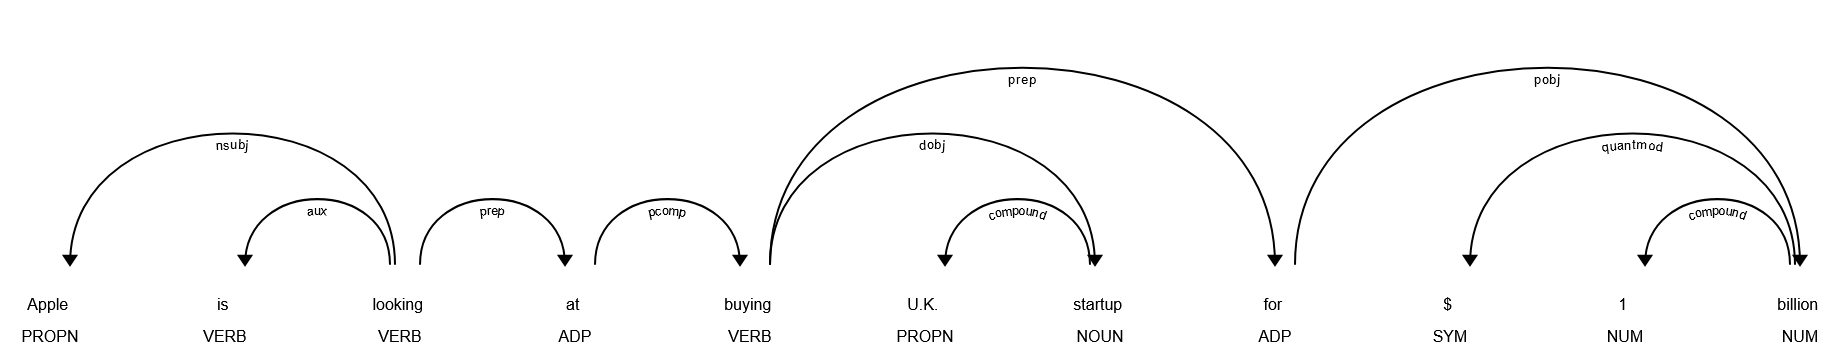 prep pobj
nsubj dobj quantmod
aux prep pcomp compound compound
Apple is looking at buying U.K. startup for $ 1 billion
PROPN VERB VERB ADP VERB PROPN NOUN ADP SYM NUM NUM